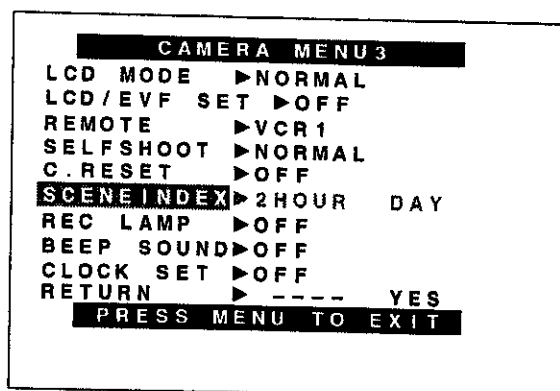 CAMERA MENU3
LCD MODE ▶NORMAL
LCD/EVF SET ▶OFF
REMOTE ▶VCR1
SELFSHOOT ▶NORMAL
C.RESET ▶OFF
SCENEINDEX▶2HOUR DAY
REC LAMP ▶OFF
BEEP SOUND▶OFF
CLOCK SET ▶OFF
RETURN ▶ ---- YES
PRESS MENU TO EXIT